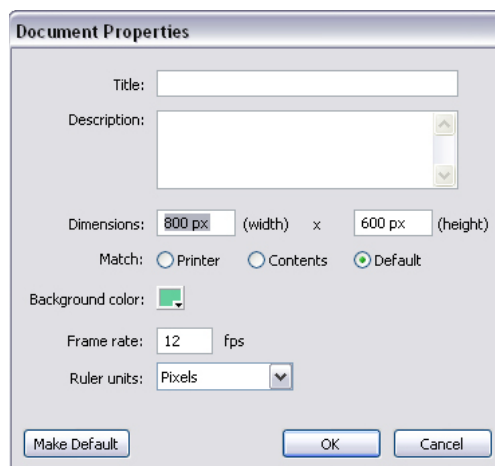 Document Properties
Title:
Description:
Dimensions: 800 px (width) x 600 px (height)
Match: Printer Contents Default
Background color:
Frame rate: 12 fps
Ruler units: Pixels
Make Default OK Cancel